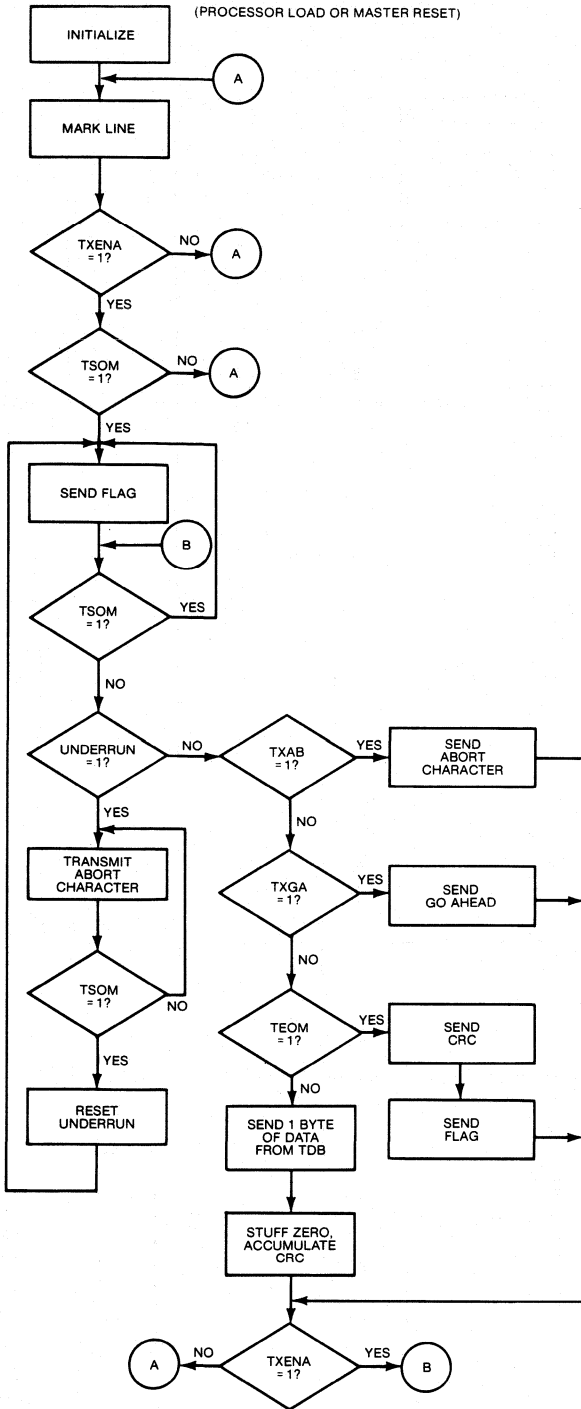 (PROCESSOR LOAD OR MASTER RESET)
INITIALIZE
A
MARK LINE
TXENA
= 1?
NO
A
YES
TSOM
= 1?
NO
A
YES
SEND FLAG
B
TSOM
= 1?
YES
NO
UNDERRUN
= 1?
NO
TXAB
= 1?
YES
SEND
ABORT
CHARACTER
YES
NO
TRANSMIT
ABORT
CHARACTER
TXGA
= 1?
YES
SEND
GO AHEAD
NO
TSOM
= 1?
NO
TEOM
= 1?
YES
SEND
CRC
YES
NO
RESET
UNDERRUN
SEND 1 BYTE
OF DATA
FROM TDB
SEND
FLAG
STUFF ZERO,
ACCUMULATE
CRC
A
NO
TXENA
= 1?
YES
B